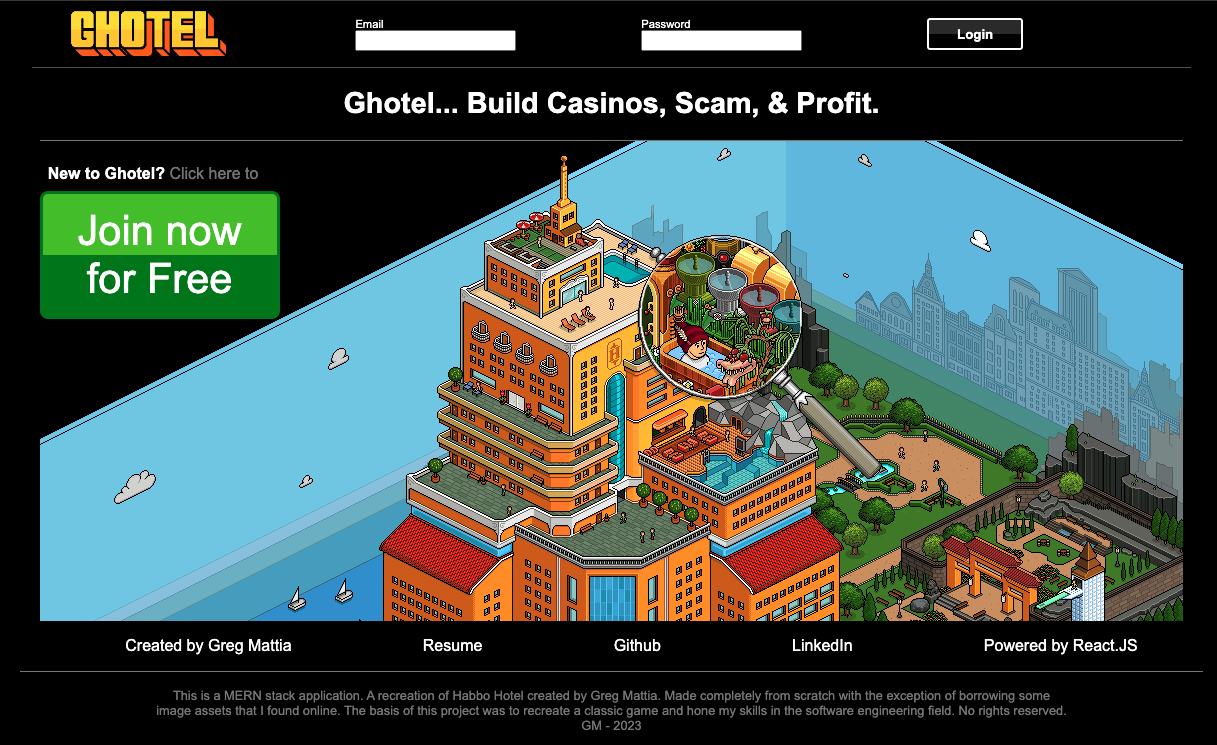 GHOTEL
Email
Password
Login
Ghotel... Build Casinos, Scam, & Profit.
New to Ghotel? Click here to
Join now
for Free
Created by Greg Mattia
Resume
Github
LinkedIn
Powered by React.JS
This is a MERN stack application. A recreation of Habbo Hotel created by Greg Mattia. Made completely from scratch with the exception of borrowing some
image assets that I found online. The basis of this project was to recreate a classic game and hone my skills in the software engineering field. No rights reserved.
GM - 2023